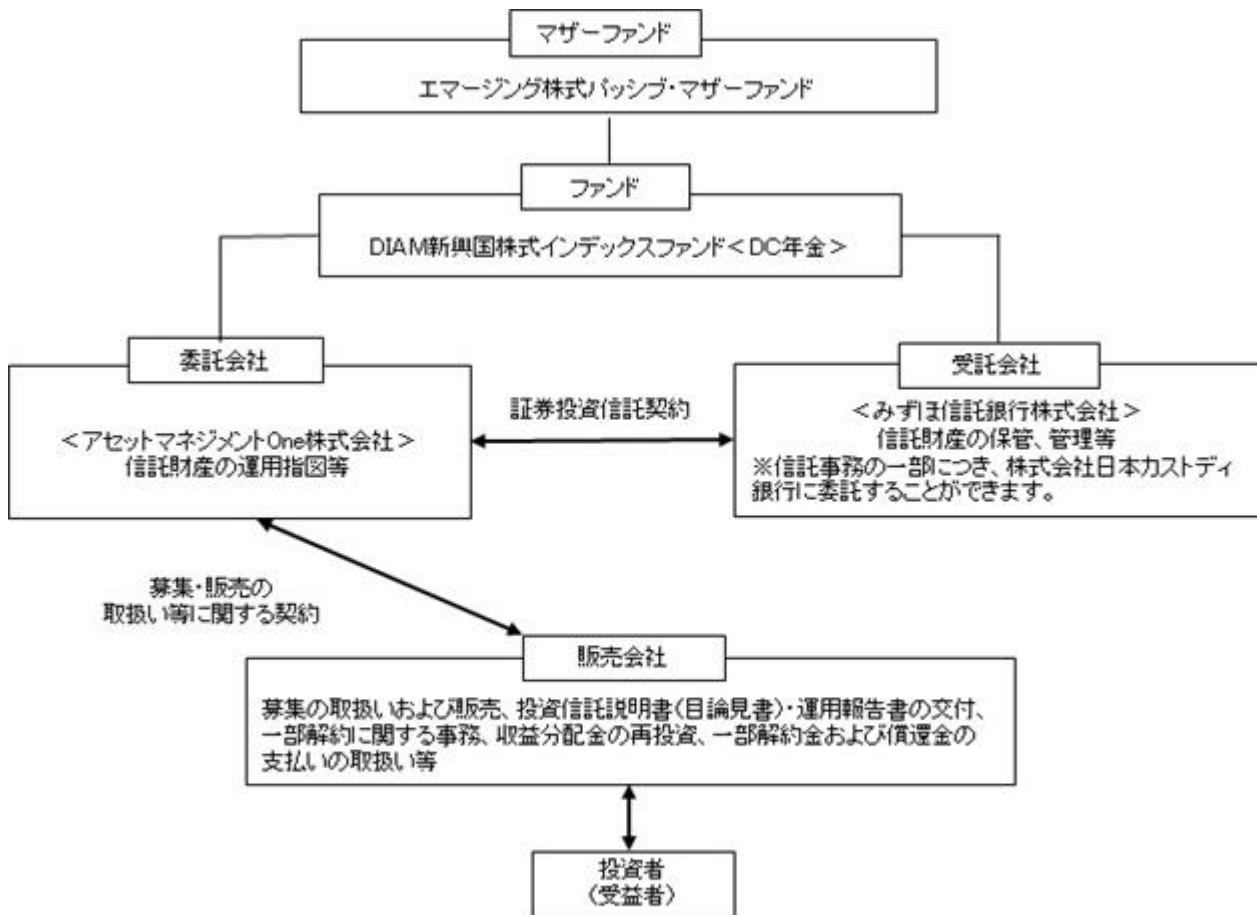 マザーファンド
エマージング株式パッシブ・マザーファンド
ファンド
DIAM新興国株式インデックスファンド<DC年金>
委託会社
<アセットマネジメントOne株式会社>
信託財産の運用指図等
証券投資信託契約
受託会社
<みずほ信託銀行株式会社>
信託財産の保管、管理等
※信託事務の一部につき、株式会社日本カストディ
銀行に委託することができます。
募集・販売の
取扱い等に関する契約
販売会社
募集の取扱いおよび販売、投資信託説明書(目論見書)・運用報告書の交付、
一部解約に関する事務、収益分配金の再投資、一部解約金および償還金の
支払いの取扱い等
投資者
(受益者)